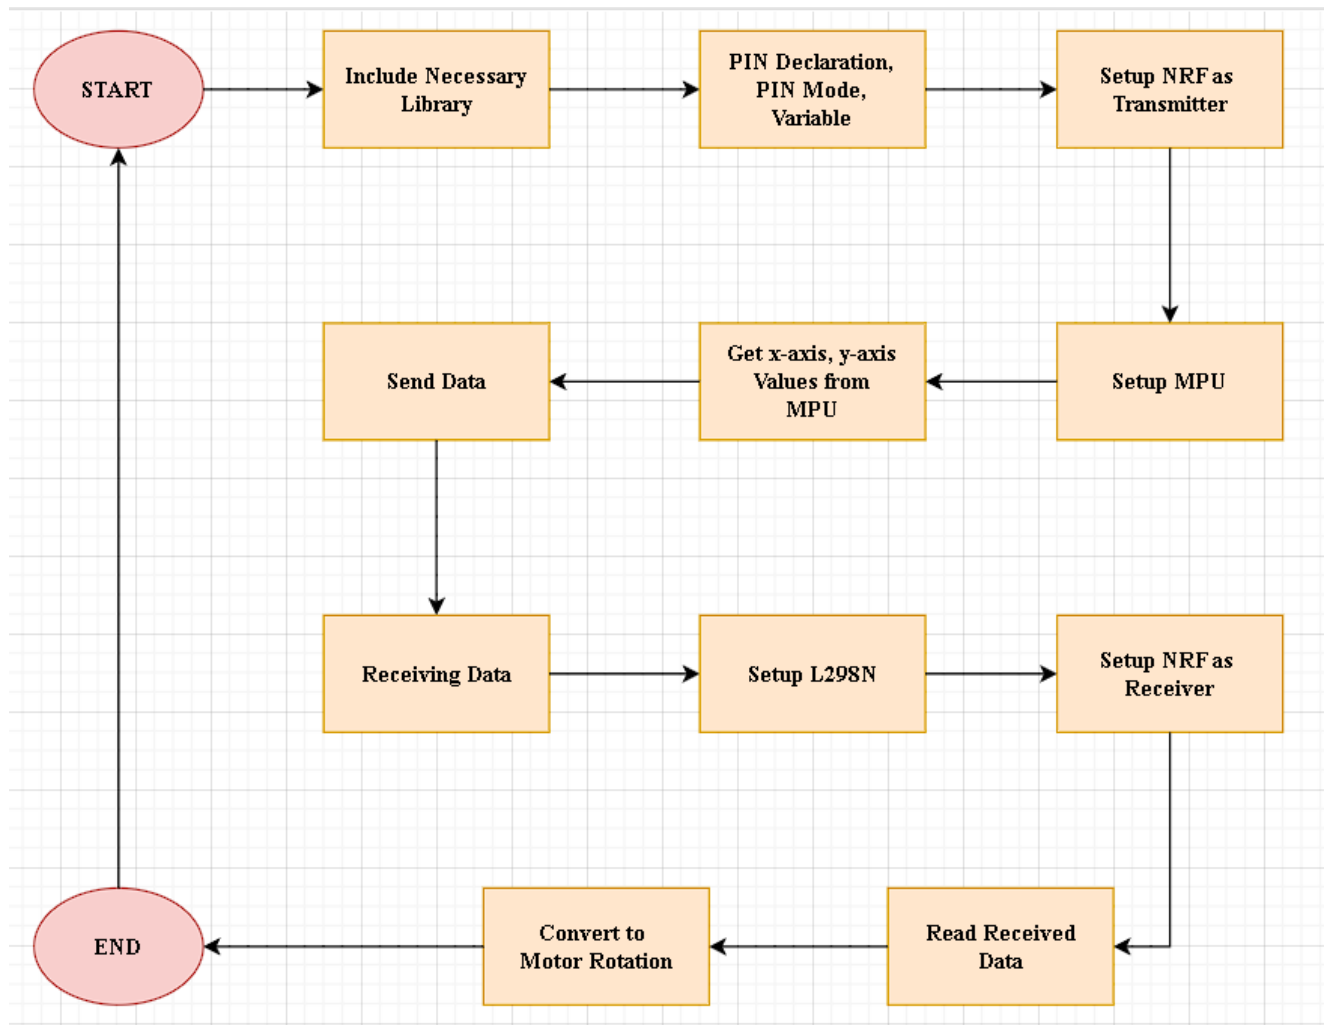 START
Include Necessary
Library
PIN Declaration,
PIN Mode,
Variable
Setup NRF as
Transmitter
Setup MPU
Get x-axis, y-axis
Values from
MPU
Send Data
Receiving Data
Setup L298N
Setup NRF as
Receiver
Read Received
Data
Convert to
Motor Rotation
END